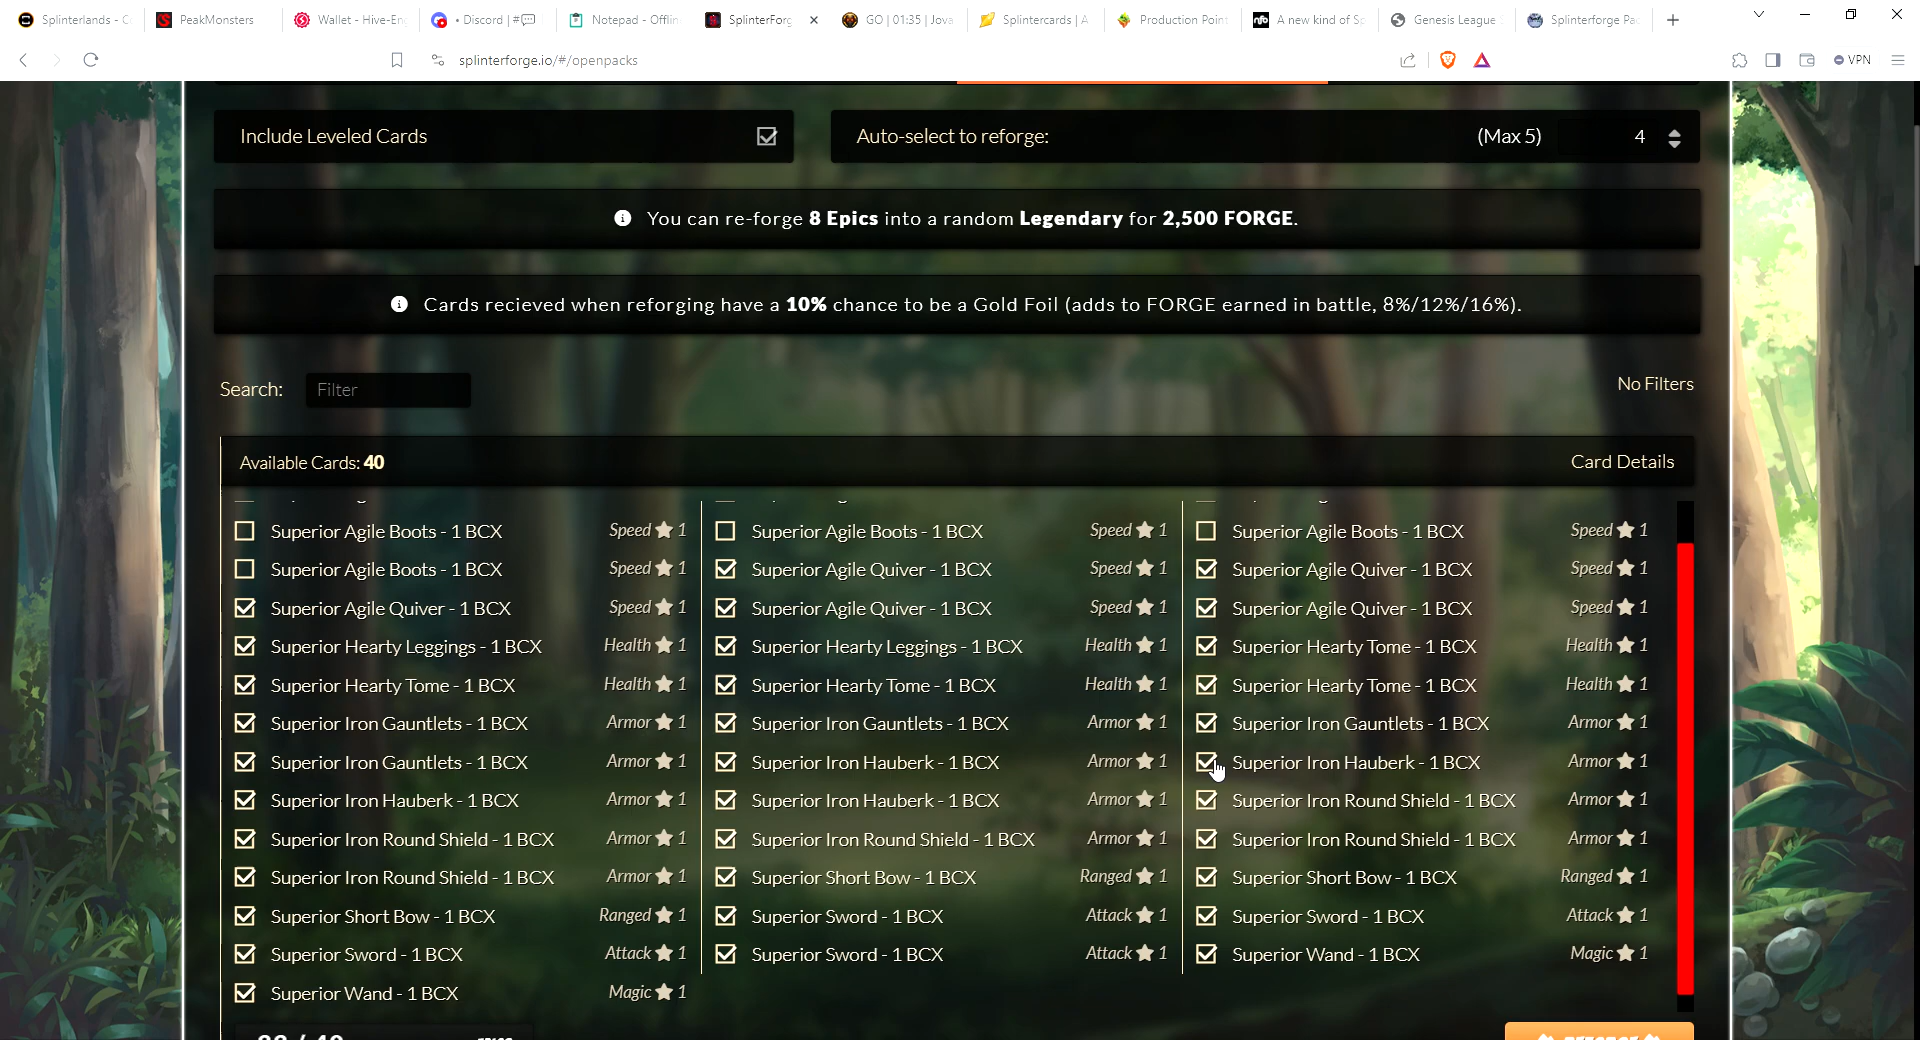 Splinterlands - C
PeakMonsters
Wallet - Hive-En
• Discord | #
Notepad - Offlin
SplinterForg
GO | 01:35 | Jova
Splintercards | A
Production Point
A new kind of Sp
Genesis League S
Splinterforge Pac
splinterforge.io/#/openpacks
VPN
Include Leveled Cards
Auto-select to reforge: (Max 5) 4
You can re-forge 8 Epics into a random Legendary for 2,500 FORGE.
Cards recieved when reforging have a 10% chance to be a Gold Foil (adds to FORGE earned in battle, 8%/12%/16%).
Search: Filter No Filters
Available Cards: 40 Card Details
Superior Agile Boots - 1 BCX Speed ★ 1 Superior Agile Boots - 1 BCX Speed ★ 1 Superior Agile Boots - 1 BCX Speed ★ 1
Superior Agile Boots - 1 BCX Speed ★ 1 Superior Agile Quiver - 1 BCX Speed ★ 1 Superior Agile Quiver - 1 BCX Speed ★ 1
Superior Agile Quiver - 1 BCX Speed ★ 1 Superior Agile Quiver - 1 BCX Speed ★ 1 Superior Agile Quiver - 1 BCX Speed ★ 1
Superior Hearty Leggings - 1 BCX Health ★ 1 Superior Hearty Leggings - 1 BCX Health ★ 1 Superior Hearty Tome - 1 BCX Health ★ 1
Superior Hearty Tome - 1 BCX Health ★ 1 Superior Hearty Tome - 1 BCX Health ★ 1 Superior Hearty Tome - 1 BCX Health ★ 1
Superior Iron Gauntlets - 1 BCX Armor ★ 1 Superior Iron Gauntlets - 1 BCX Armor ★ 1 Superior Iron Gauntlets - 1 BCX Armor ★ 1
Superior Iron Gauntlets - 1 BCX Armor ★ 1 Superior Iron Hauberk - 1 BCX Armor ★ 1 Superior Iron Hauberk - 1 BCX Armor ★ 1
Superior Iron Hauberk - 1 BCX Armor ★ 1 Superior Iron Hauberk - 1 BCX Armor ★ 1 Superior Iron Round Shield - 1 BCX Armor ★ 1
Superior Iron Round Shield - 1 BCX Armor ★ 1 Superior Iron Round Shield - 1 BCX Armor ★ 1 Superior Iron Round Shield - 1 BCX Armor ★ 1
Superior Iron Round Shield - 1 BCX Armor ★ 1 Superior Short Bow - 1 BCX Ranged ★ 1 Superior Short Bow - 1 BCX Ranged ★ 1
Superior Short Bow - 1 BCX Ranged ★ 1 Superior Sword - 1 BCX Attack ★ 1 Superior Sword - 1 BCX Attack ★ 1
Superior Sword - 1 BCX Attack ★ 1 Superior Sword - 1 BCX Attack ★ 1 Superior Wand - 1 BCX Magic ★ 1
Superior Wand - 1 BCX Magic ★ 1